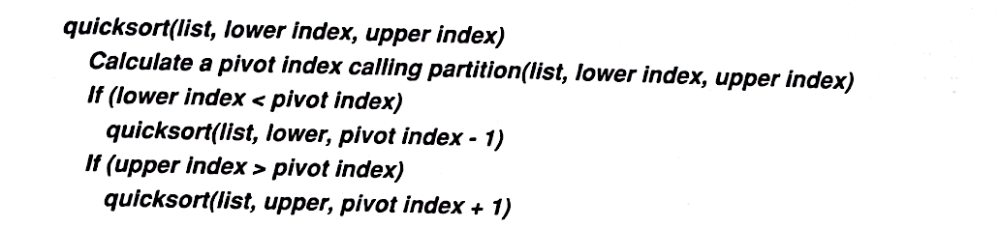 quicksort(list, lower index, upper index)
Calculate a pivot index calling partition(list, lower index, upper index)
If (lower index < pivot index)
quicksort(list, lower, pivot index - 1)
If (upper index > pivot index)
quicksort(list, upper, pivot index + 1)